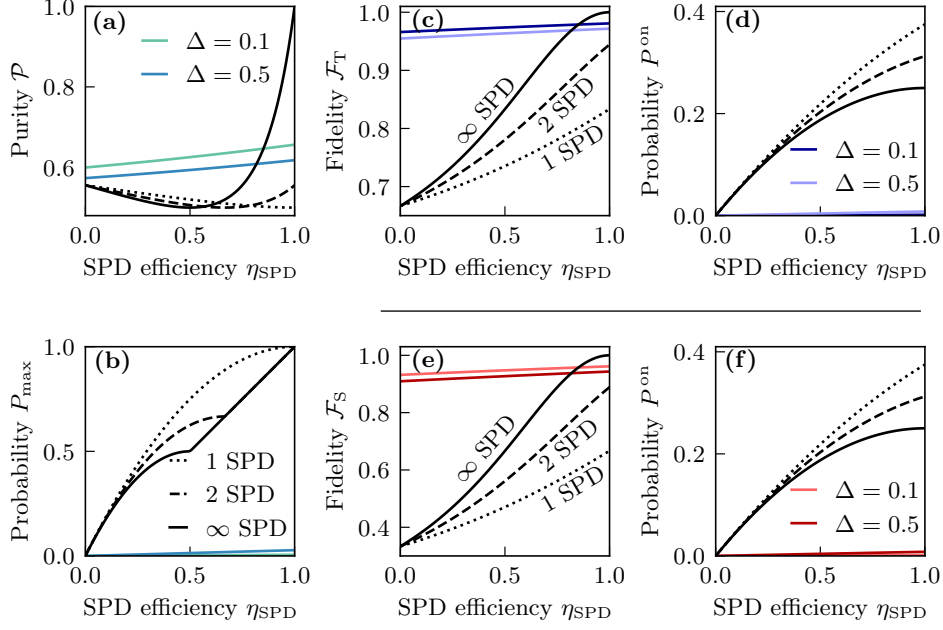 (a)
Δ = 0.1
Δ = 0.5
Purity 𝒫
1.0
0.8
0.6
0.0 0.5 1.0
SPD efficiency η_SPD
(c)
∞ SPD
2 SPD
1 SPD
Fidelity ℱ_T
1.0
0.9
0.8
0.7
0.0 0.5 1.0
SPD efficiency η_SPD
(d)
Δ = 0.1
Δ = 0.5
Probability P^on
0.4
0.2
0.0
0.0 0.5 1.0
SPD efficiency η_SPD
(b)
1 SPD
2 SPD
∞ SPD
Probability P_max
1.0
0.5
0.0
0.0 0.5 1.0
SPD efficiency η_SPD
(e)
∞ SPD
2 SPD
1 SPD
Fidelity ℱ_S
1.0
0.8
0.6
0.4
0.0 0.5 1.0
SPD efficiency η_SPD
(f)
Δ = 0.1
Δ = 0.5
Probability P^on
0.4
0.2
0.0
0.0 0.5 1.0
SPD efficiency η_SPD